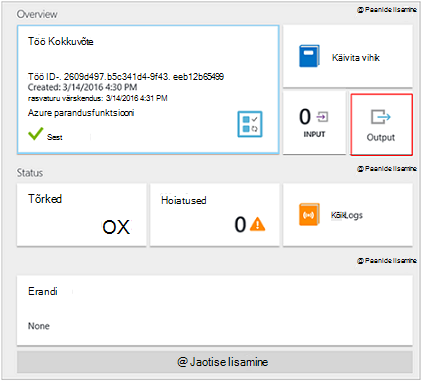 Overview
@ Paanide lisamine
Töö Kokkuvõte
Töö ID-. 2609d497.b5c341d4-9f43. eeb12b65499
Created: 3/14/2016 4:30 PM
rasvaturu värskendus: 3/14/2016 4:31 PM
Azure parandusfunktsiooni
Sest
Käivita vihik
0
INPUT
Output
Status
@ Paanide lisamine
Tõrked
OX
Hoiatused
0
Kõik Logs
@ Paanide lisamine
Erandi
None
@ Jaotise lisamine